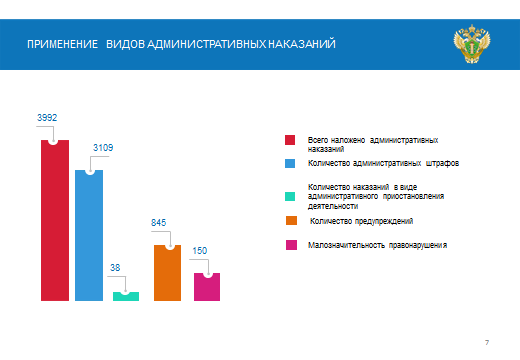 ПРИМЕНЕНИЕ ВИДОВ АДМИНИСТРАТИВНЫХ НАКАЗАНИЙ
3992
3109
38
845
150
Всего наложено административных
наказаний
Количество административных штрафов
Количество наказаний в виде
административного приостановления
деятельности
Количество предупреждений
Малозначительность правонарушения
7